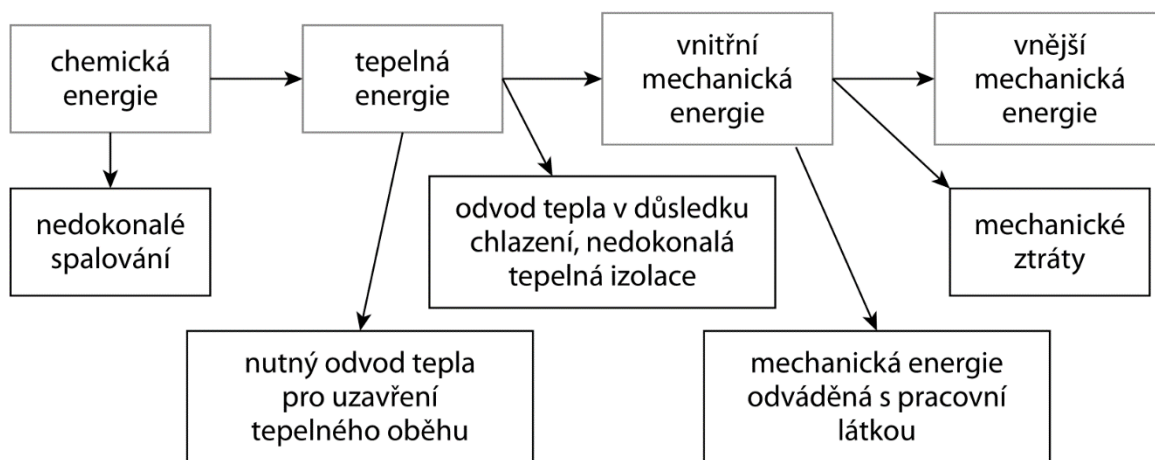 chemická
energie
tepelná
energie
vnitřní
mechanická
energie
vnější
mechanická
energie
nedokonalé
spalování
odvod tepla v důsledku
chlazení, nedokonalá
tepelná izolace
mechanické
ztráty
nutný odvod tepla
pro uzavření
tepelného oběhu
mechanická energie
odváděná s pracovní
látkou